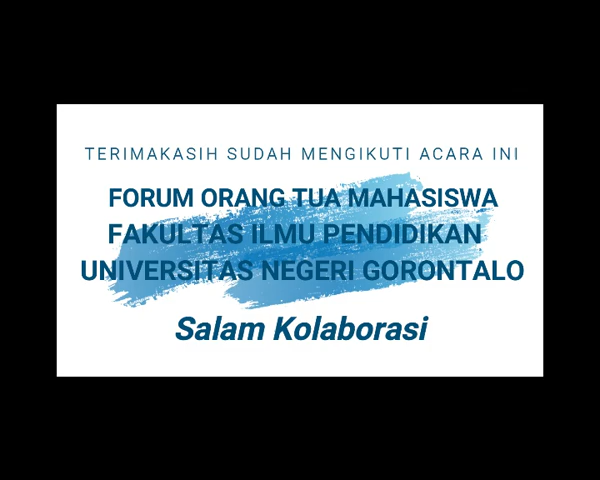 TERIMAKASIH SUDAH MENGIKUTI ACARA INI
FORUM ORANG TUA MAHASISWA
FAKULTAS ILMU PENDIDIKAN
UNIVERSITAS NEGERI GORONTALO
Salam Kolaborasi